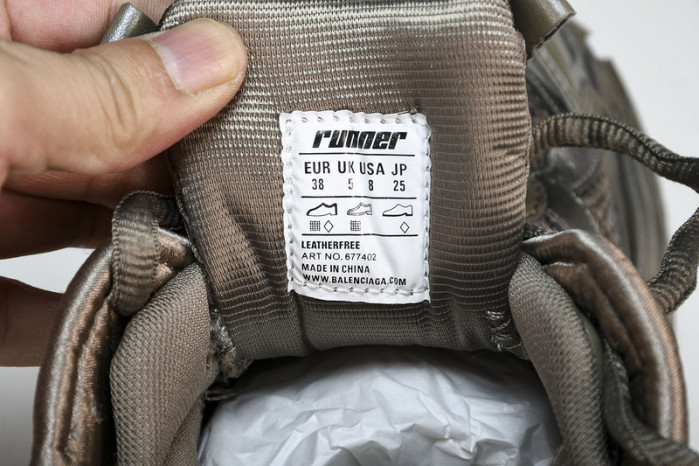 runner
EUR UK USA JP
38 5 8 25
LEATHERFREE
ART NO.677402
MADE IN CHINA
WWW.BALENCIAGA.COM